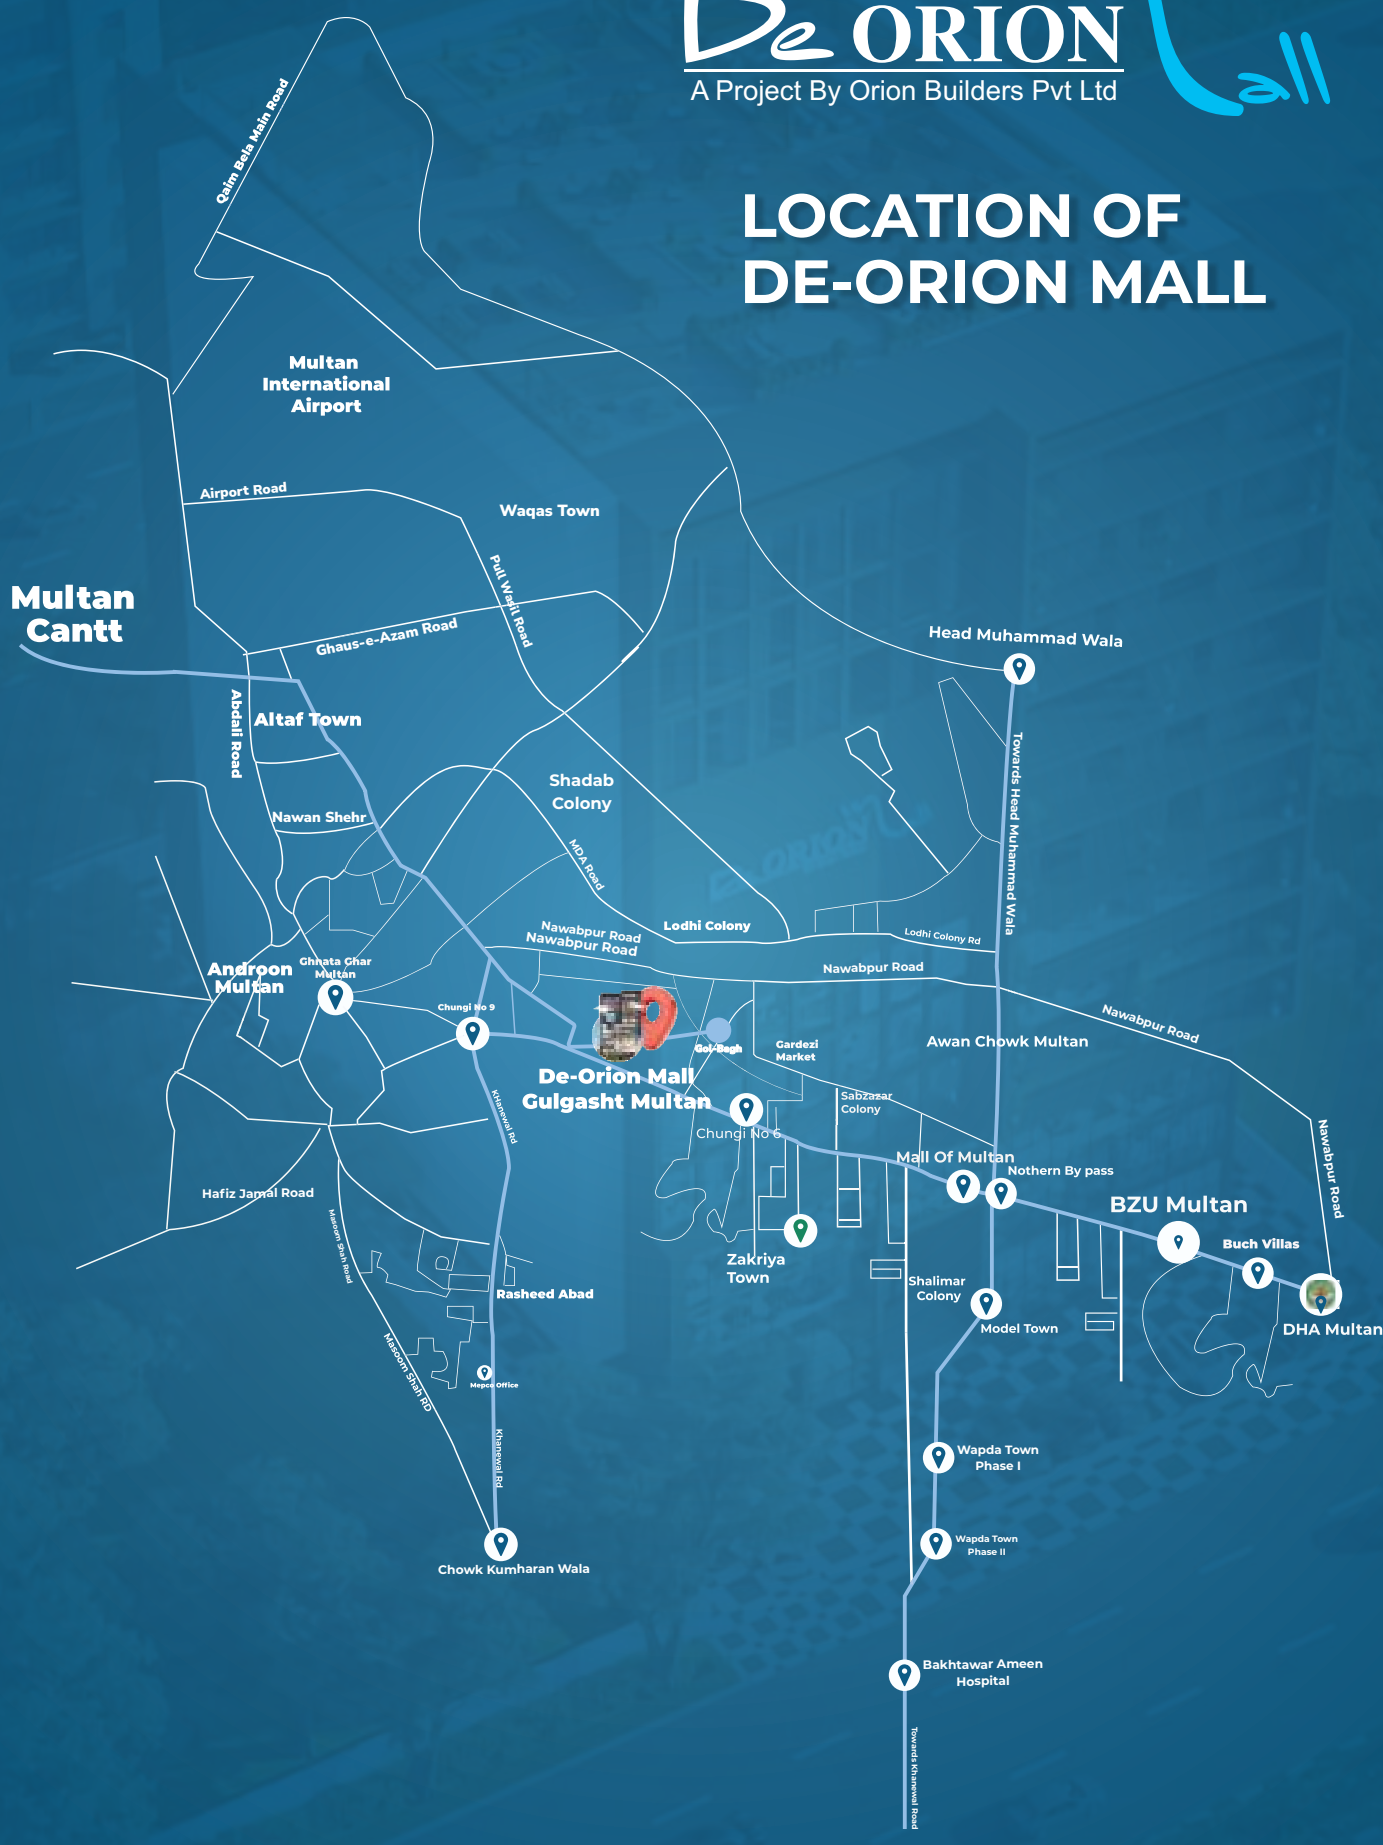 De ORION
all
A Project By Orion Builders Pvt Ltd
LOCATION OF
DE-ORION MALL
Qaim Bela Main Road
Multan
International
Airport
Airport Road
Waqas Town
Pull Wasil Road
Multan
Cantt
Ghaus-e-Azam Road
Head Muhammad Wala
Abdali Road
Altaf Town
Towards Head Muhammad Wala
Shadab
Colony
Nawan Shehr
MDA Road
Lodhi Colony
Nawabpur Road
Nawabpur Road
Lodhi Colony Rd
Nawabpur Road
Androon
Multan
Ghnata Ghar
Multan
Chungi No 9
Nawabpur Road
Gol-Bagh
Gardezi
Market
Awan Chowk Multan
De-Orion Mall
Gulgasht Multan
KHanewal Rd
Sabzazar
Colony
Chungi No 6
Mall Of Multan
Nothern By pass
Nawabpur Road
Hafiz Jamal Road
BZU Multan
Masoom Shah Road
Buch Villas
Zakriya
Town
Rasheed Abad
Shalimar
Colony
Model Town
DHA Multan
Masoom Shah RD
Mepco Office
Khanewal Rd
Wapda Town
Phase I
Wapda Town
Phase II
Chowk Kumharan Wala
Bakhtawar Ameen
Hospital
Towards Khanewal Road